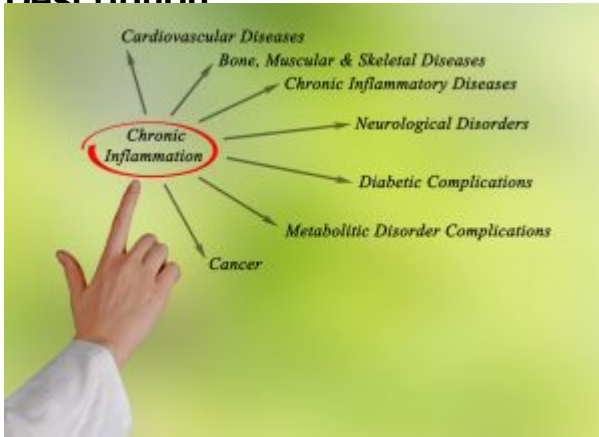 Description
Cardiovascular Diseases
Bone, Muscular & Skeletal Diseases
Chronic Inflammatory Diseases
Chronic
Inflammation
Neurological Disorders
Diabetic Complications
Metabolitic Disorder Complications
Cancer